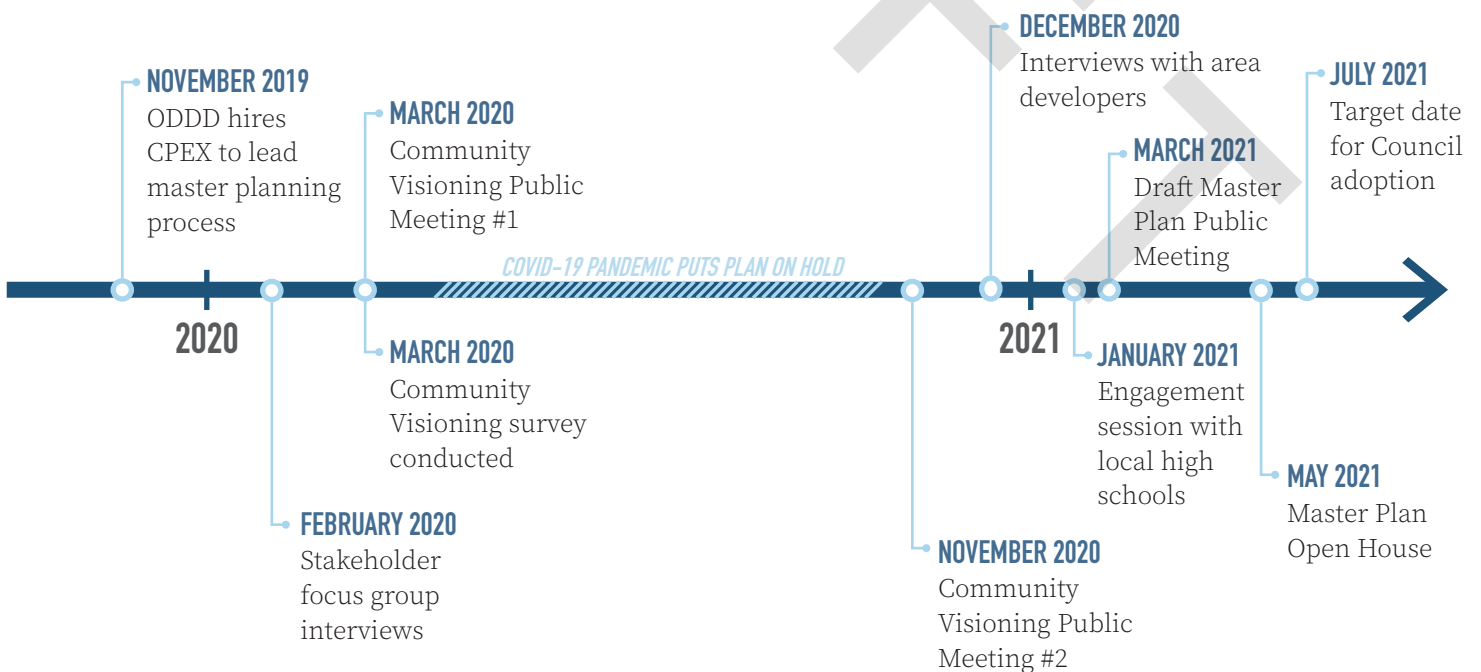 NOVEMBER 2019
ODDD hires
CPEX to lead
master planning
process
MARCH 2020
Community
Visioning Public
Meeting #1
DECEMBER 2020
Interviews with area
developers
MARCH 2021
Draft Master
Plan Public
Meeting
JULY 2021
Target date
for Council
adoption
COVID-19 PANDEMIC PUTS PLAN ON HOLD
2020
2021
FEBRUARY 2020
Stakeholder
focus group
interviews
MARCH 2020
Community
Visioning survey
conducted
NOVEMBER 2020
Community
Visioning Public
Meeting #2
JANUARY 2021
Engagement
session with
local high
schools
MAY 2021
Master Plan
Open House